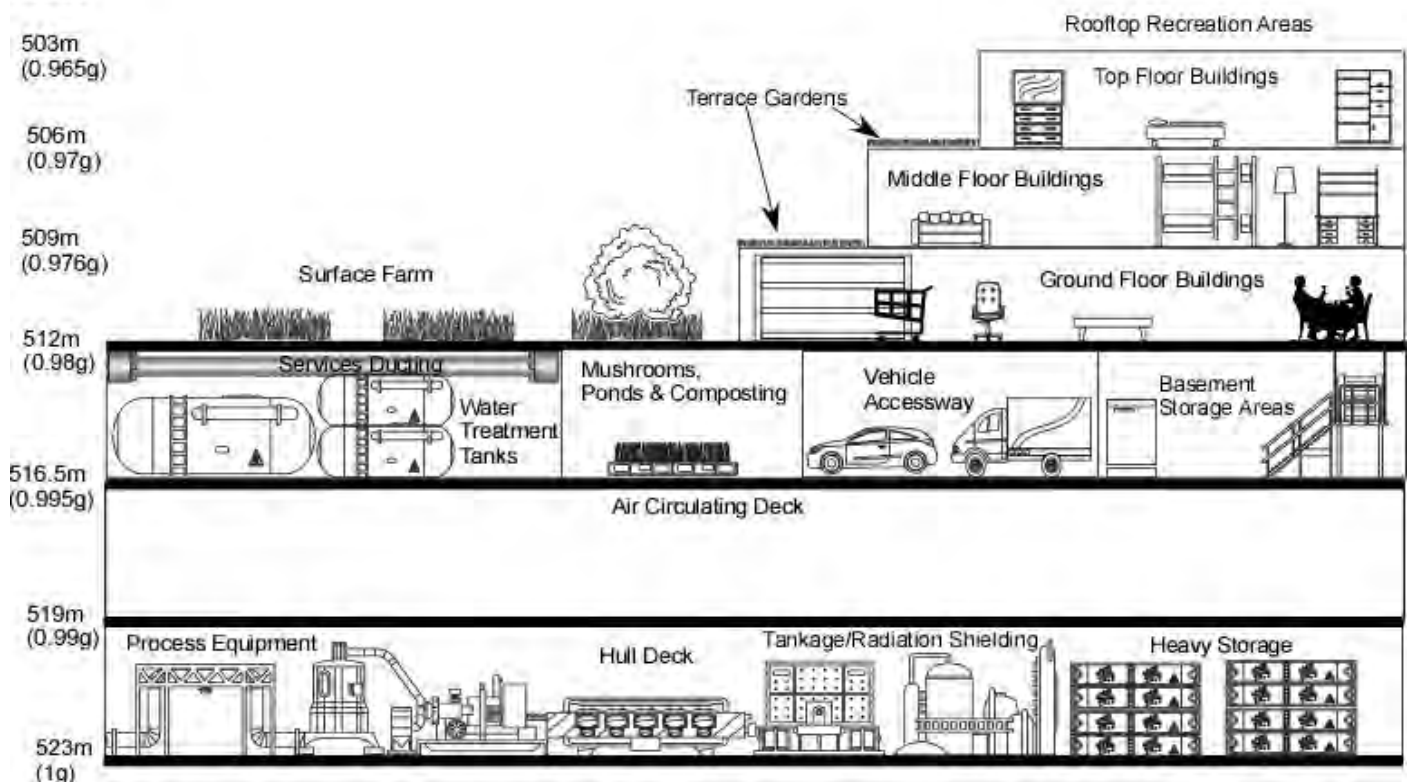 Rooftop Recreation Areas
503m
(0.965g)
Top Floor Buildings
Terrace Gardens
506m
(0.97g)
Middle Floor Buildings
509m
(0.976g)
Surface Farm
Ground Floor Buildings
512m
(0.98g)
Services Ducting
Water
Treatment
Tanks
Mushrooms,
Ponds & Composting
Vehicle
Accessway
Basement
Storage Areas
516.5m
(0.995g)
Air Circulating Deck
519m
(0.99g)
Process Equipment
Hull Deck
Tankage/Radiation Shielding
Heavy Storage
523m
(1g)